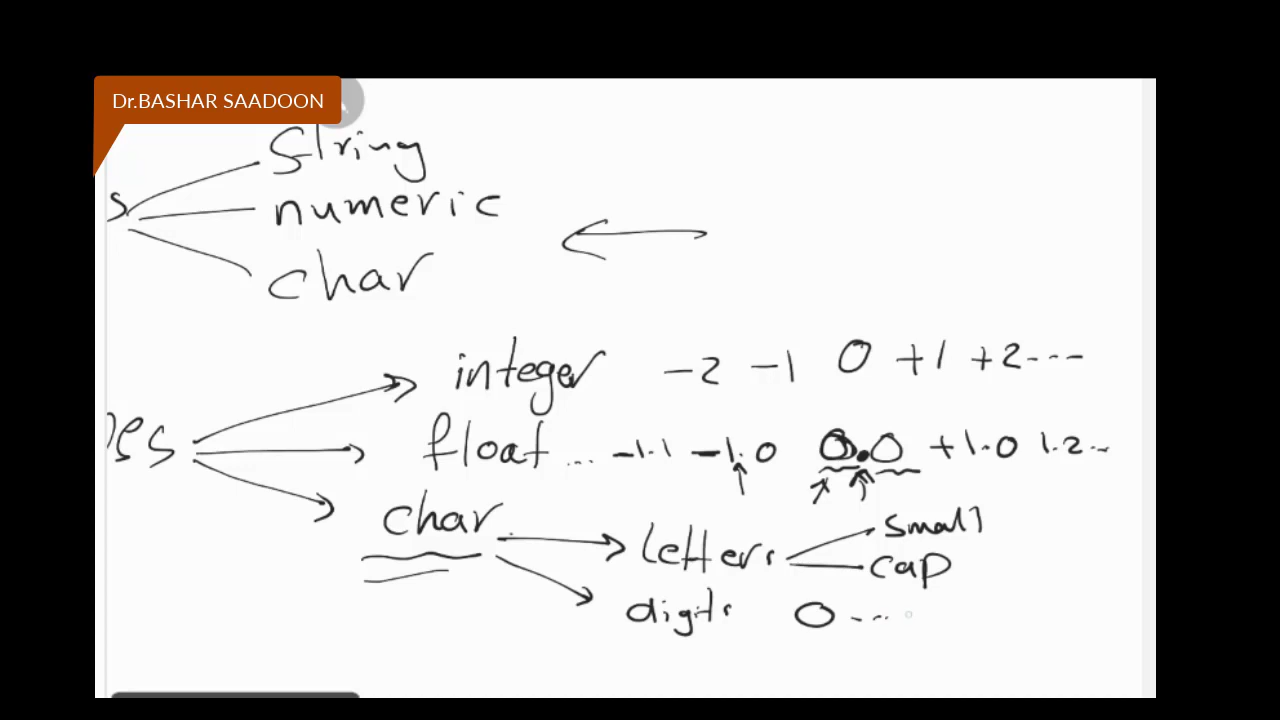 Dr.BASHAR SAADOON
String
numeric
char
integer -2 -1 0 +1 +2...
float ... -1.1 -1.0 0.0 +1.0 1.2...
char
letters small
cap
digits 0 ...